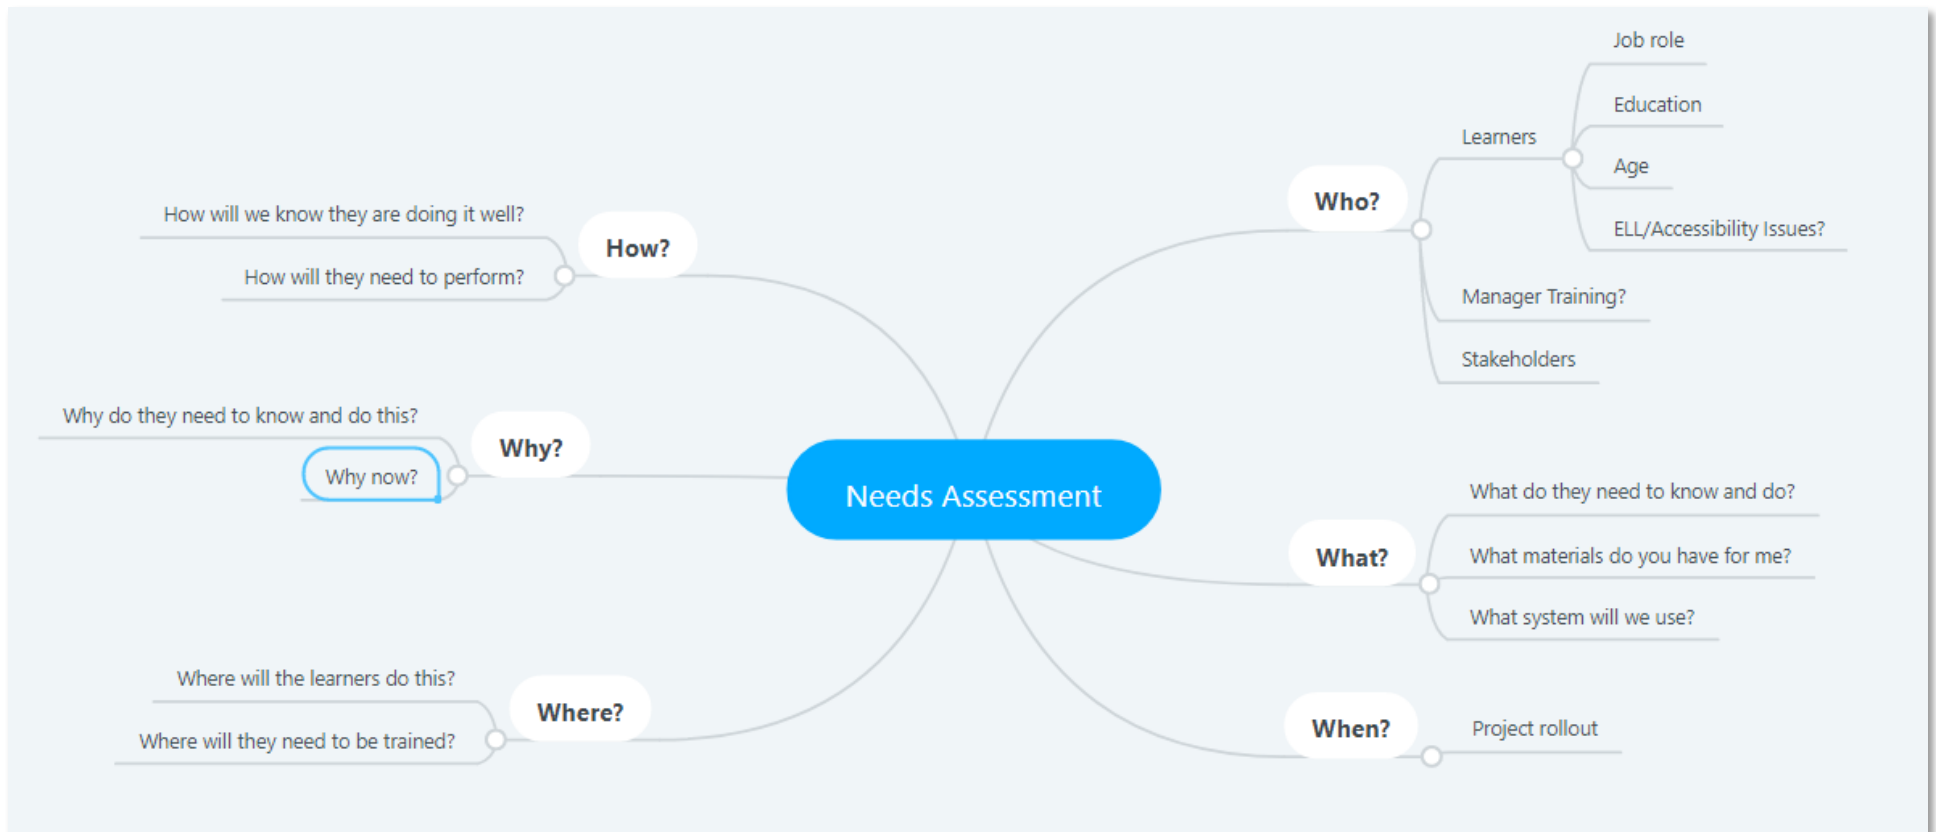 Needs Assessment
Who?
Learners
Job role
Education
Age
ELL/Accessibility Issues?
Manager Training?
Stakeholders
What?
What do they need to know and do?
What materials do you have for me?
What system will we use?
When?
Project rollout
How?
How will we know they are doing it well?
How will they need to perform?
Why?
Why do they need to know and do this?
Why now?
Where?
Where will the learners do this?
Where will they need to be trained?